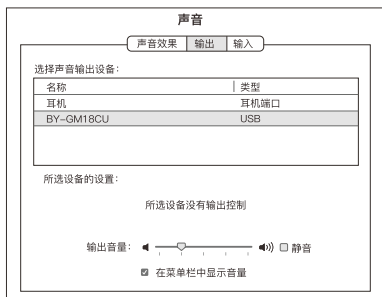 声音
声音效果 输出 输入
选择声音输出设备：
名称 类型
耳机 耳机端口
BY-GM18CU USB
所选设备的设置：
所选设备没有输出控制
输出音量： 静音
在菜单栏中显示音量